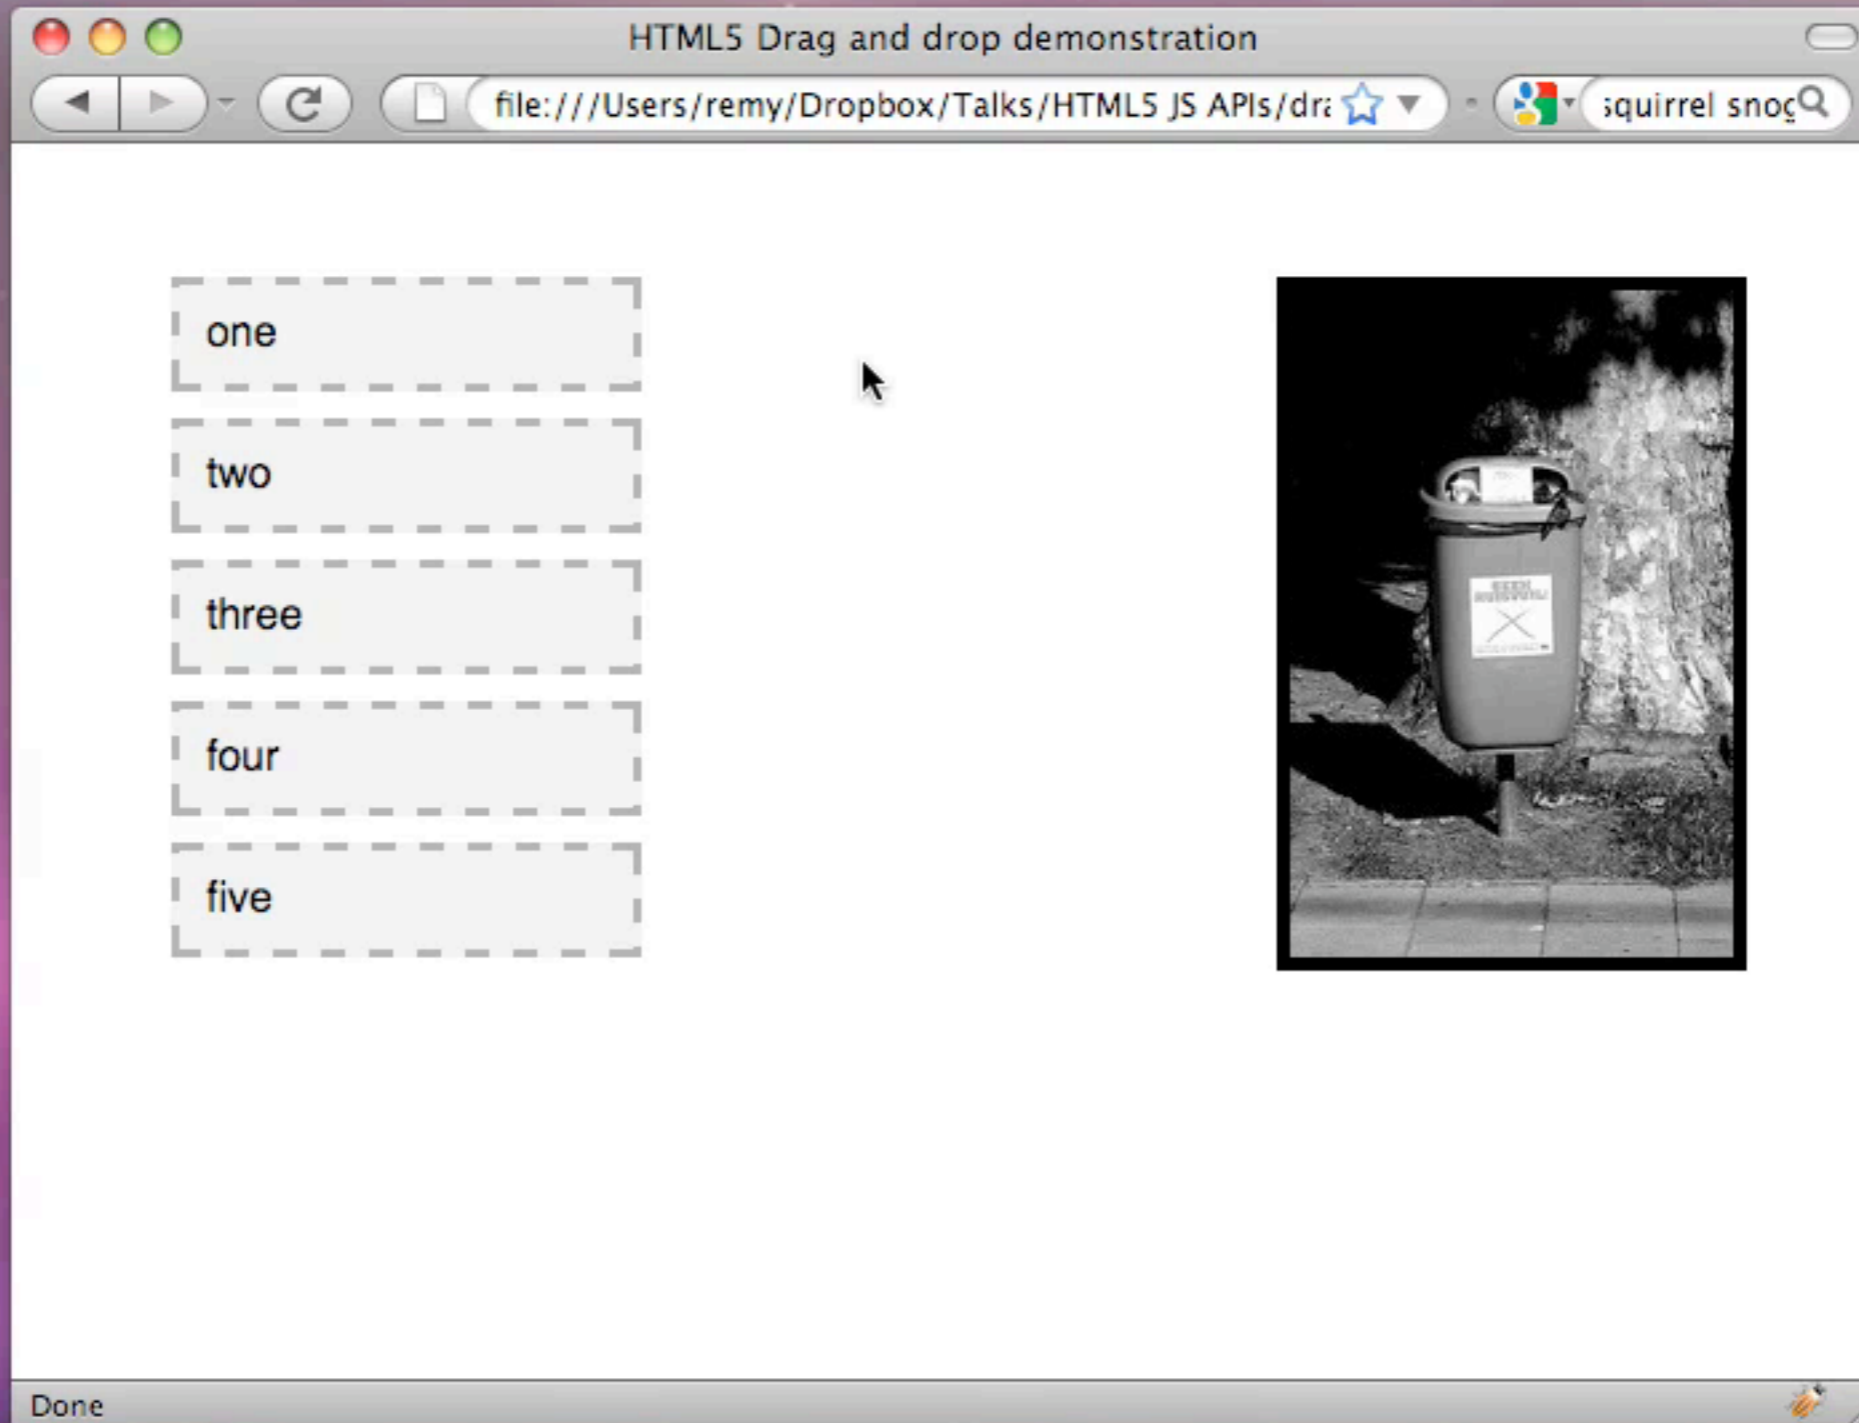 HTML5 Drag and drop demonstration
file:///Users/remy/Dropbox/Talks/HTML5 JS APIs/dra
squirrel snog
one
two
three
four
five
Done